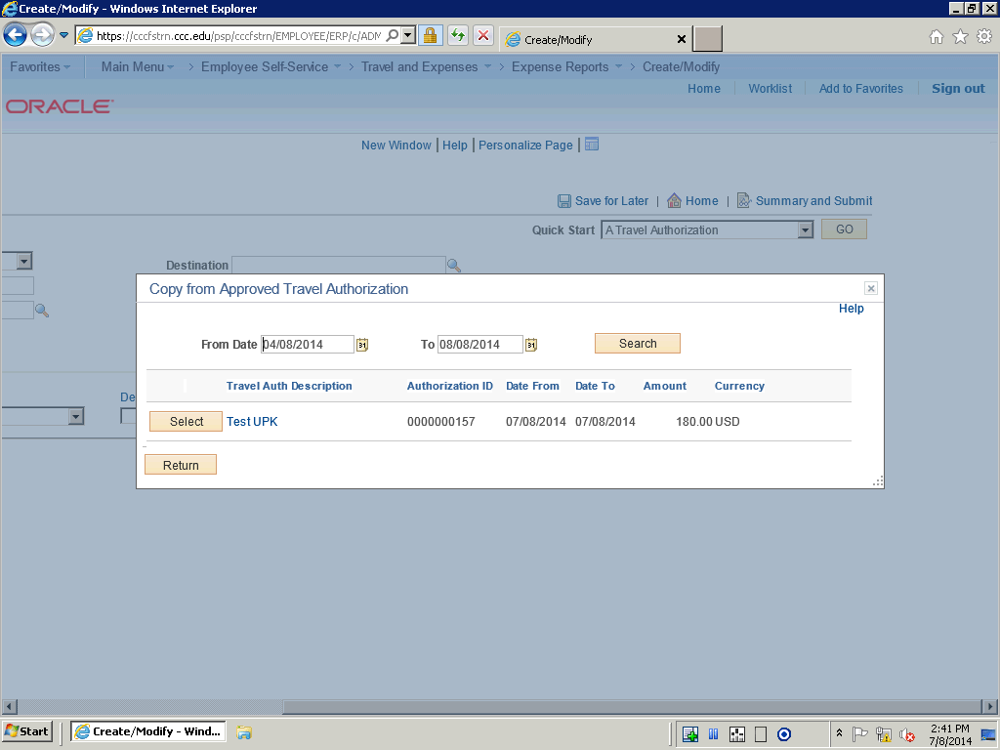 Create/Modify - Windows Internet Explorer
https://cccfstrn.ccc.edu/psp/cccfstrn/EMPLOYEE/ERP/c/ADM
Create/Modify
Favorites Main Menu > Employee Self-Service > Travel and Expenses > Expense Reports > Create/Modify
Home Worklist Add to Favorites Sign out
ORACLE
New Window | Help | Personalize Page |
Save for Later | Home | Summary and Submit
Quick Start A Travel Authorization GO
Destination
Copy from Approved Travel Authorization
Help
From Date 04/08/2014 31 To 08/08/2014 31 Search
Travel Auth Description Authorization ID Date From Date To Amount Currency
De
Select Test UPK 0000000157 07/08/2014 07/08/2014 180.00 USD
Return
Start Create/Modify - Wind... 2:41 PM
7/8/2014